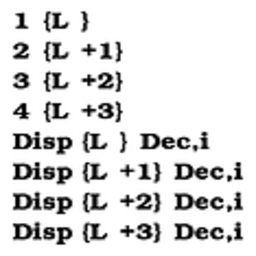 1 {L }
2 {L +1}
3 {L +2}
4 {L +3}
Disp {L } Dec,i
Disp {L +1} Dec,i
Disp {L +2} Dec,i
Disp {L +3} Dec,i